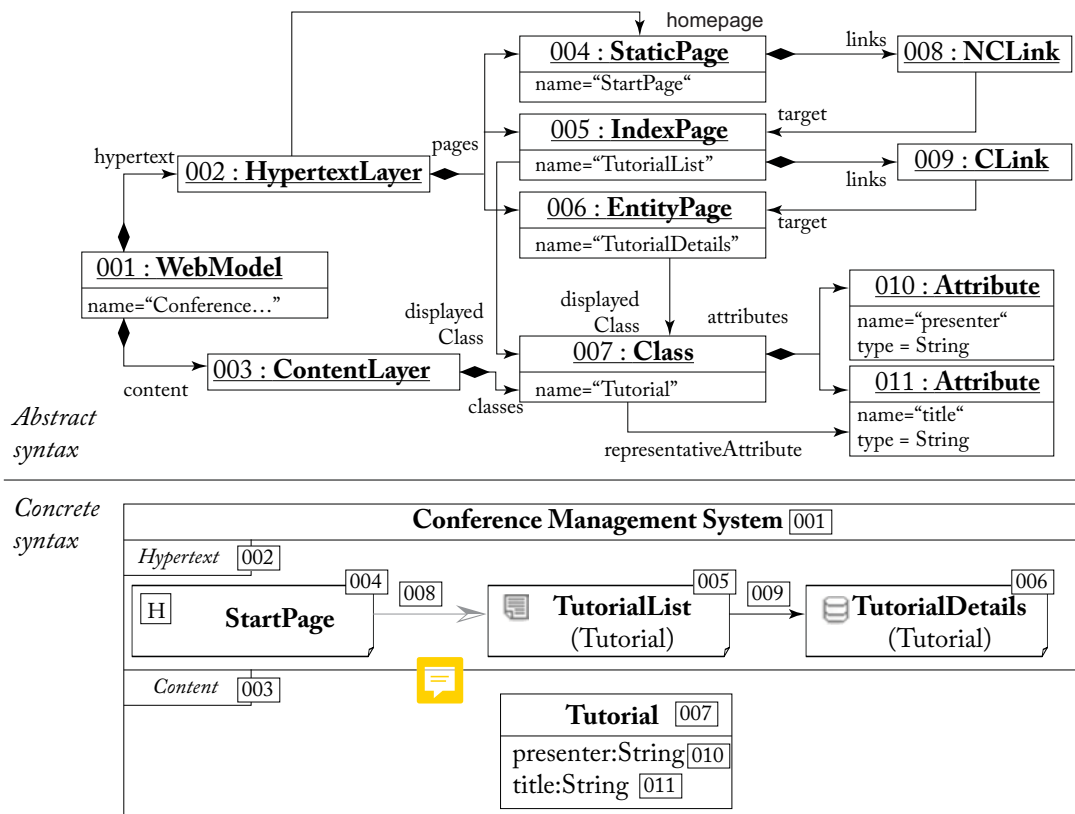 homepage
links
004 : StaticPage
name=“StartPage“
008 : NCLink
target
005 : IndexPage
name=“TutorialList”
pages
hypertext
002 : HypertextLayer
009 : CLink
links
006 : EntityPage
name=“TutorialDetails”
target
001 : WebModel
name=“Conference…”
displayed
Class
displayed
Class
attributes
010 : Attribute
name=“presenter“
type = String
007 : Class
name=“Tutorial”
003 : ContentLayer
content
classes
011 : Attribute
name=“title“
type = String
representativeAttribute
Abstract
syntax
Concrete
syntax
Conference Management System 001
Hypertext 002
004
008
005
009
006
H
StartPage
TutorialList
(Tutorial)
TutorialDetails
(Tutorial)
Content 003
Tutorial 007
presenter:String 010
title:String 011